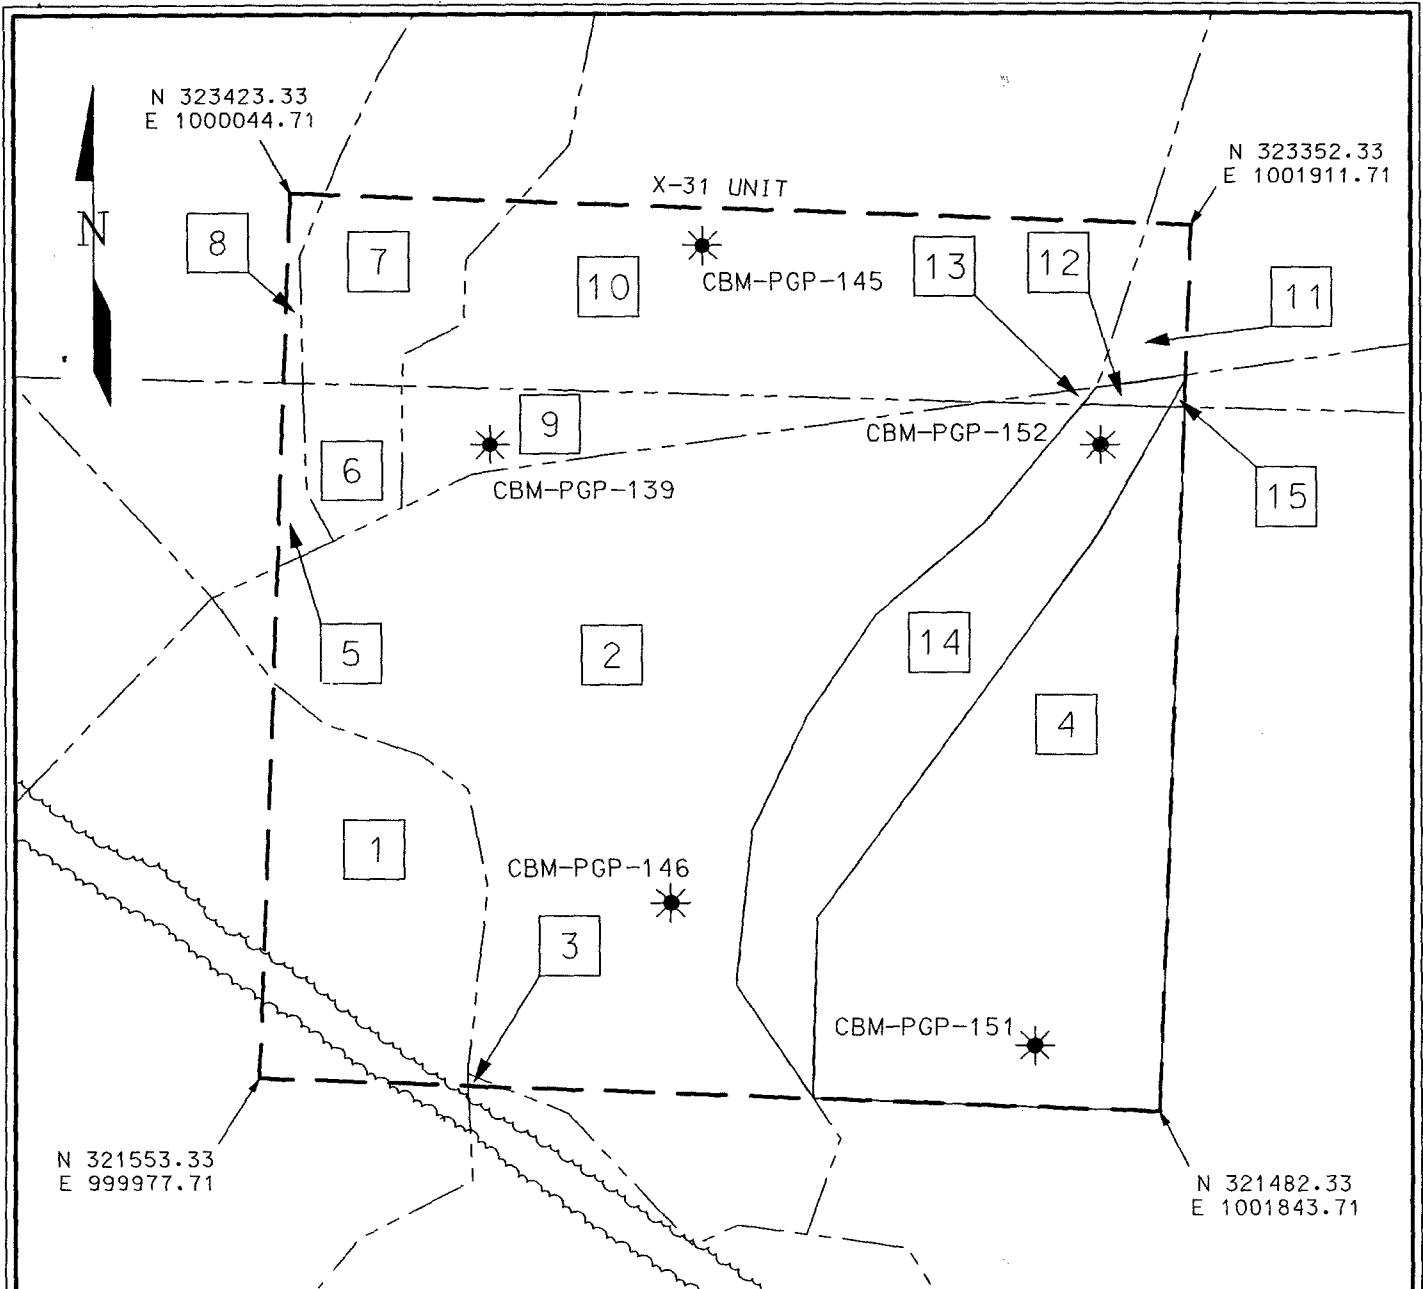 N 323423.33
E 1000044.71
N 323352.33
E 1001911.71
X-31 UNIT
N
8
7
10
CBM-PGP-145
13
12
11
9
CBM-PGP-152
6
CBM-PGP-139
15
5
2
14
4
1
CBM-PGP-146
3
CBM-PGP-151
N 321553.33
E 999977.71
N 321482.33
E 1001843.71